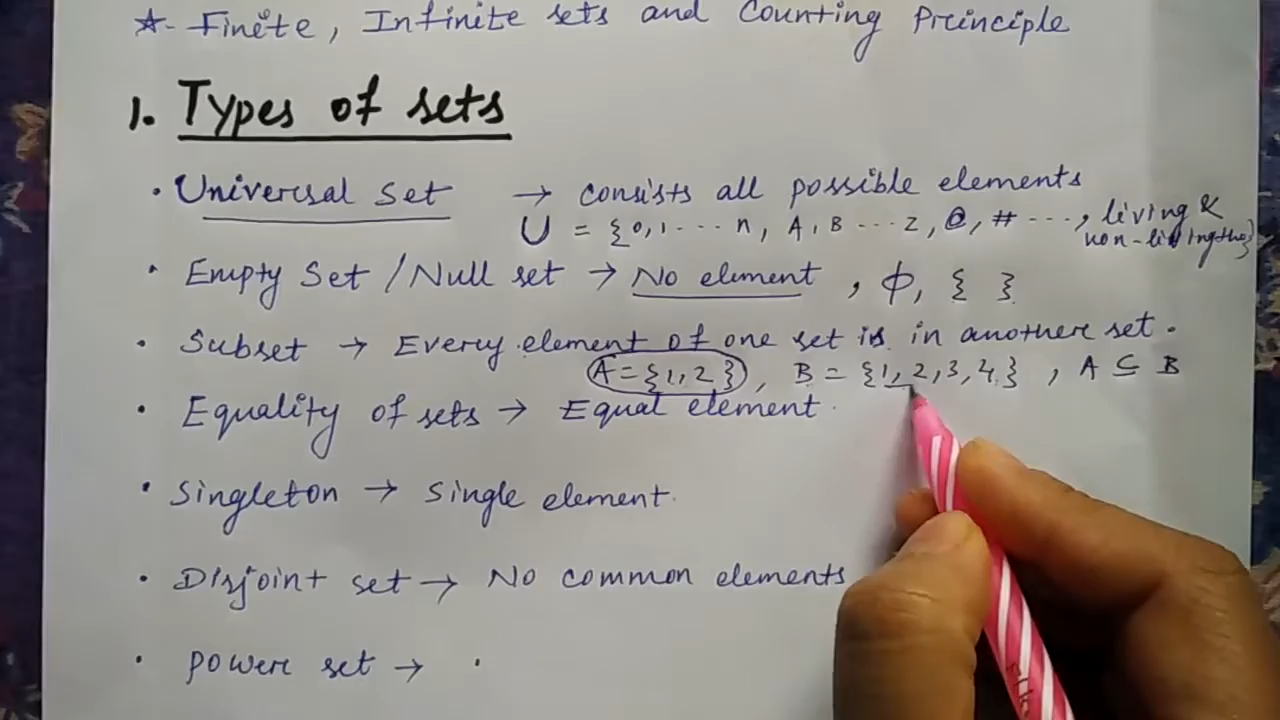 *- Finite, Infinite sets and Counting Principle
1. Types of sets
• Universal Set → consists all possible elements
U = {0,1 ---- n, A, B --- Z, @, # ----, living &
non-living
• Empty Set / Null set → No element, φ, { }
• Subset → Every element of one set is in another set.
A = {1,2}, B = {1,2,3,4}, A ⊆ B
• Equality of sets → Equal element.
• Singleton → Single element.
• Disjoint set → No common elements
• Power set → •